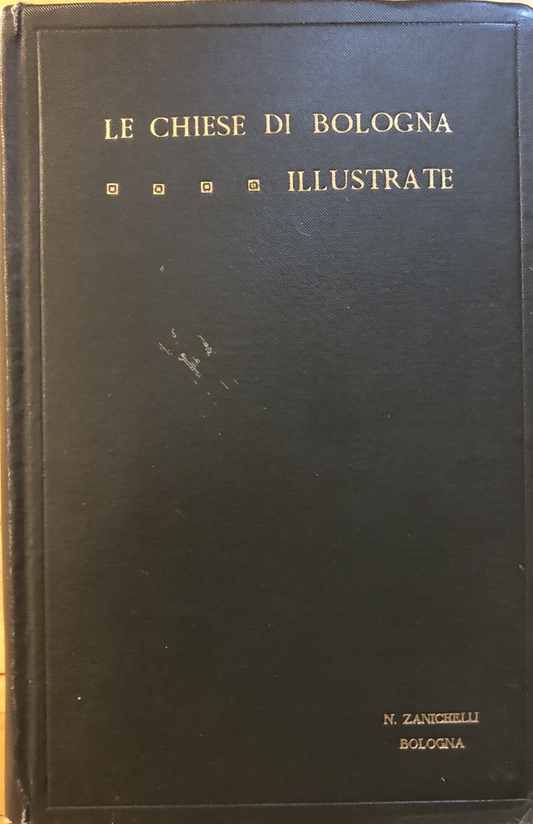 LE CHIESE DI BOLOGNA
ILLUSTRATE
N. ZANICHELLI
BOLOGNA